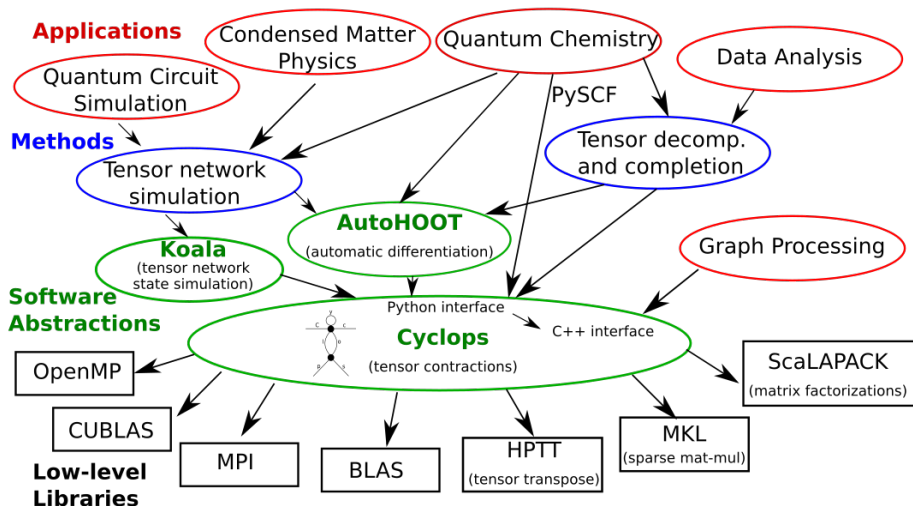 Applications
Condensed Matter
Physics
Quantum Chemistry
Data Analysis
Quantum Circuit
Simulation
PySCF
Methods
Tensor network
simulation
Tensor decomp.
and completion
AutoHOOT
(automatic differentiation)
Koala
(tensor network
state simulation)
Graph Processing
Software
Abstractions
Python interface
C++ interface
Cyclops
(tensor contractions)
OpenMP
CUBLAS
MPI
BLAS
HPTT
(tensor transpose)
MKL
(sparse mat-mul)
ScaLAPACK
(matrix factorizations)
Low-level
Libraries